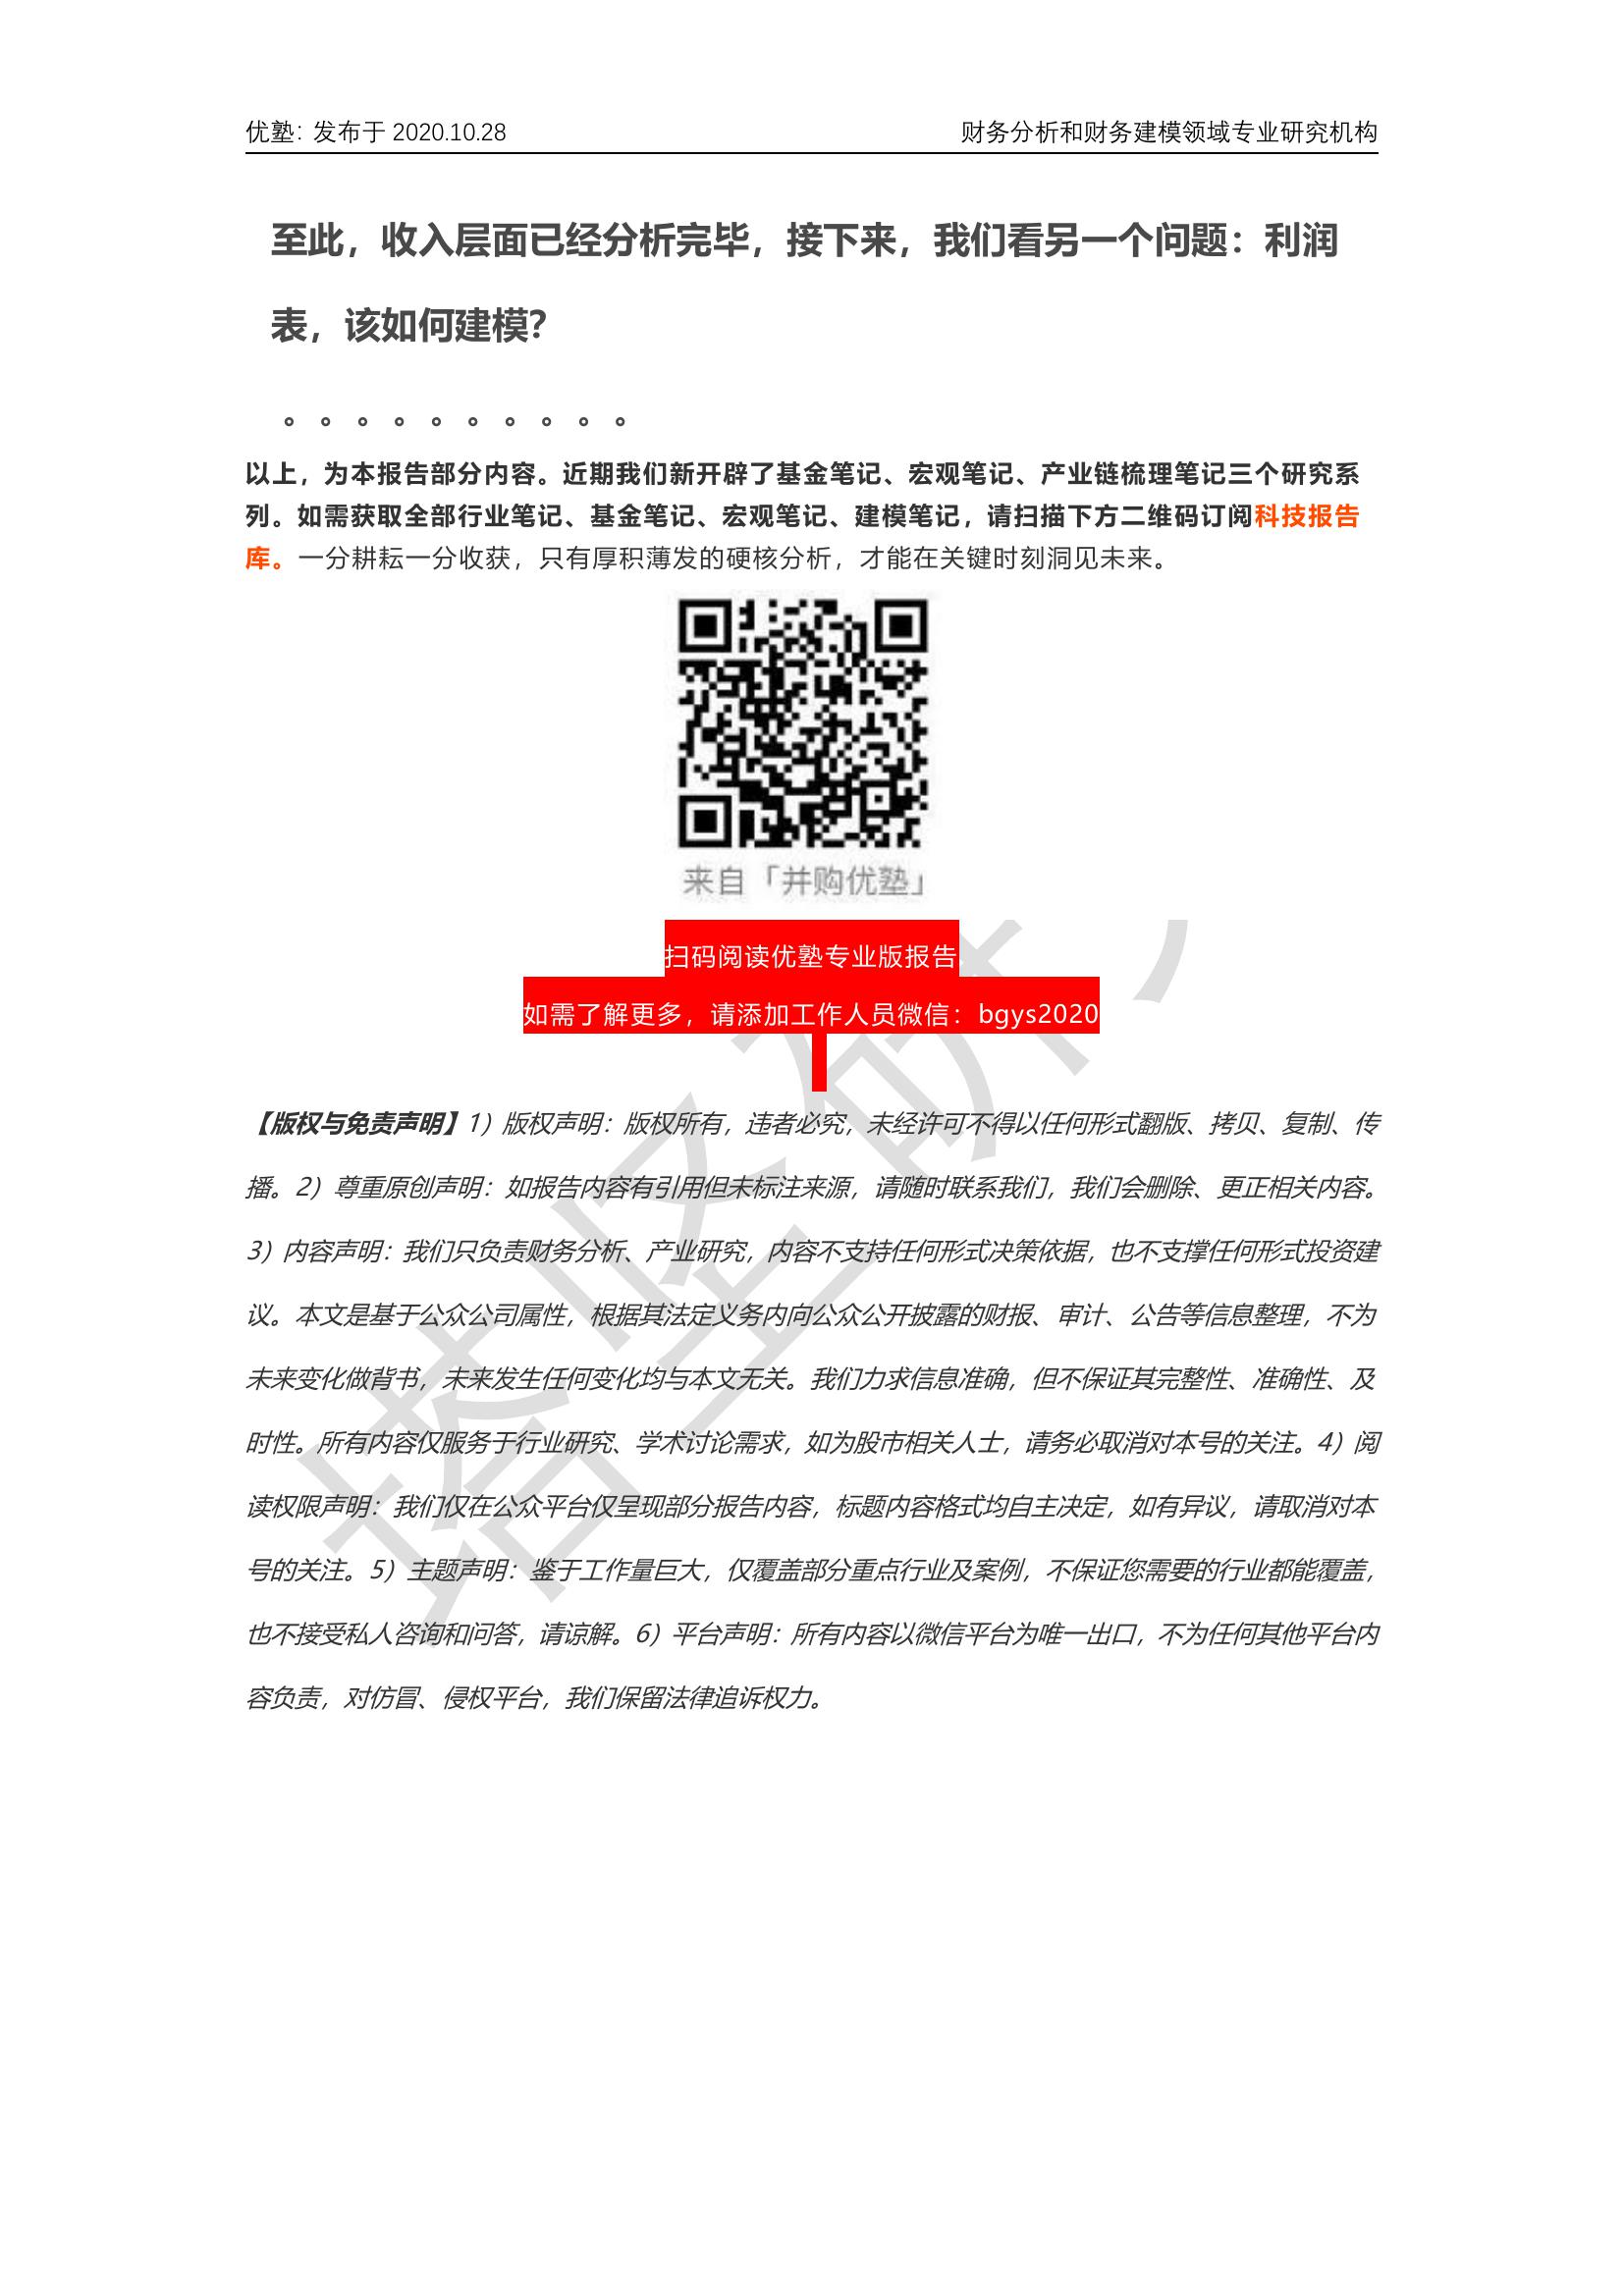 优塾：发布于 2020.10.28 财务分析和财务建模领域专业研究机构
至此，收入层面已经分析完毕，接下来，我们看另一个问题：利润
表，该如何建模？
。。。。。。。。。。
以上，为本报告部分内容。近期我们新开辟了基金笔记、宏观笔记、产业链梳理笔记三个研究系
列。如需获取全部行业笔记、基金笔记、宏观笔记、建模笔记，请扫描下方二维码订阅科技报告
库。一分耕耘一分收获，只有厚积薄发的硬核分析，才能在关键时刻洞见未来。
来自「并购优塾」
扫码阅读优塾专业版报告
如需了解更多，请添加工作人员微信：bgys2020
【版权与免责声明】1）版权声明：版权所有，违者必究，未经许可不得以任何形式翻版、拷贝、复制、传
播。2）尊重原创声明：如报告内容有引用但未标注来源，请随时联系我们，我们会删除、更正相关内容。
3）内容声明：我们只负责财务分析、产业研究，内容不支持任何形式决策依据，也不支撑任何形式投资建
议。本文是基于公众公司属性，根据其法定义务内向公众公开披露的财报、审计、公告等信息整理，不为
未来变化做背书，未来发生任何变化均与本文无关。我们力求信息准确，但不保证其完整性、准确性、及
时性。所有内容仅服务于行业研究、学术讨论需求，如为股市相关人士，请务必取消对本号的关注。4）阅
读权限声明：我们仅在公众平台仅呈现部分报告内容，标题内容格式均自主决定，如有异议，请取消对本
号的关注。5）主题声明：鉴于工作量巨大，仅覆盖部分重点行业及案例，不保证您需要的行业都能覆盖，
也不接受私人咨询和问答，请谅解。6）平台声明：所有内容以微信平台为唯一出口，不为任何其他平台内
容负责，对仿冒、侵权平台，我们保留法律追诉权力。
塔坚研